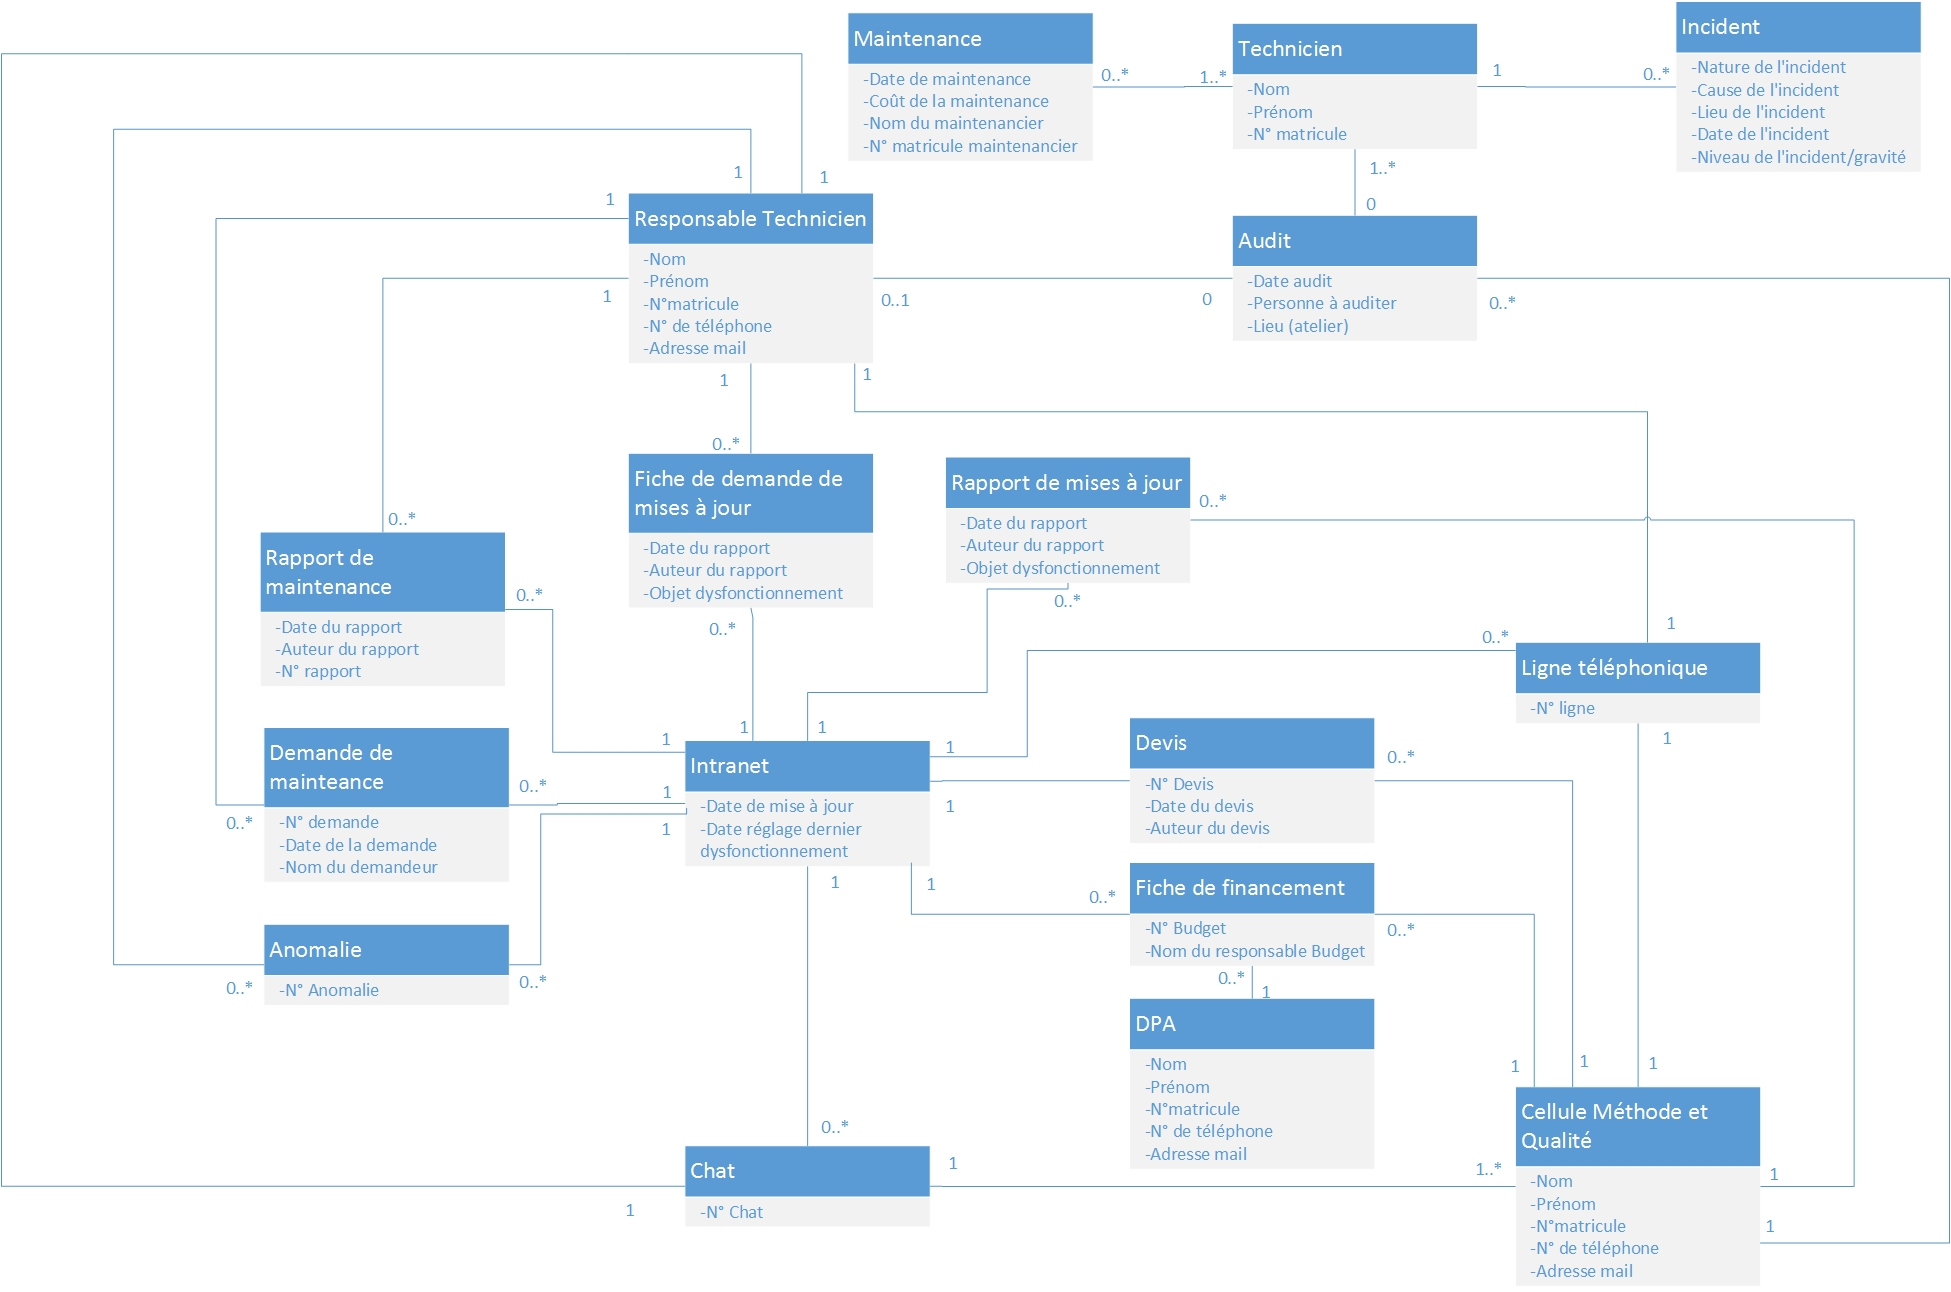 Maintenance
-Date de maintenance
-Coût de la maintenance
-Nom du maintenancier
-N° matricule maintenancier
0..*
1..*
Technicien
-Nom
-Prénom
-N° matricule
1
0..*
Incident
-Nature de l'incident
-Cause de l'incident
-Lieu de l'incident
-Date de l'incident
-Niveau de l'incident/gravité
1..*
0
1
1
1
Responsable Technicien
-Nom
-Prénom
-N°matricule
-N° de téléphone
-Adresse mail
1
0..1
0
Audit
-Date audit
-Personne à auditer
-Lieu (atelier)
0..*
1
1
0..*
Fiche de demande de
mises à jour
-Date du rapport
-Auteur du rapport
-Objet dysfonctionnement
0..*
Rapport de mises à jour
-Date du rapport
-Auteur du rapport
-Objet dysfonctionnement
0..*
0..*
0..*
Rapport de
maintenance
-Date du rapport
-Auteur du rapport
-N° rapport
0..*
0..*
1
Ligne téléphonique
-N° ligne
1
Demande de
mainteance
-N° demande
-Date de la demande
-Nom du demandeur
0..*
0..*
1
1
1
1
1
1
1
Intranet
-Date de mise à jour
-Date réglage dernier
dysfonctionnement
1
1
Devis
-N° Devis
-Date du devis
-Auteur du devis
0..*
Fiche de financement
-N° Budget
-Nom du responsable Budget
0..*
0..*
0..*
1
Anomalie
-N° Anomalie
0..*
0..*
DPA
-Nom
-Prénom
-N°matricule
-N° de téléphone
-Adresse mail
1
1
1
Cellule Méthode et
Qualité
-Nom
-Prénom
-N°matricule
-N° de téléphone
-Adresse mail
1
1
0..*
Chat
-N° Chat
1
1
1..*